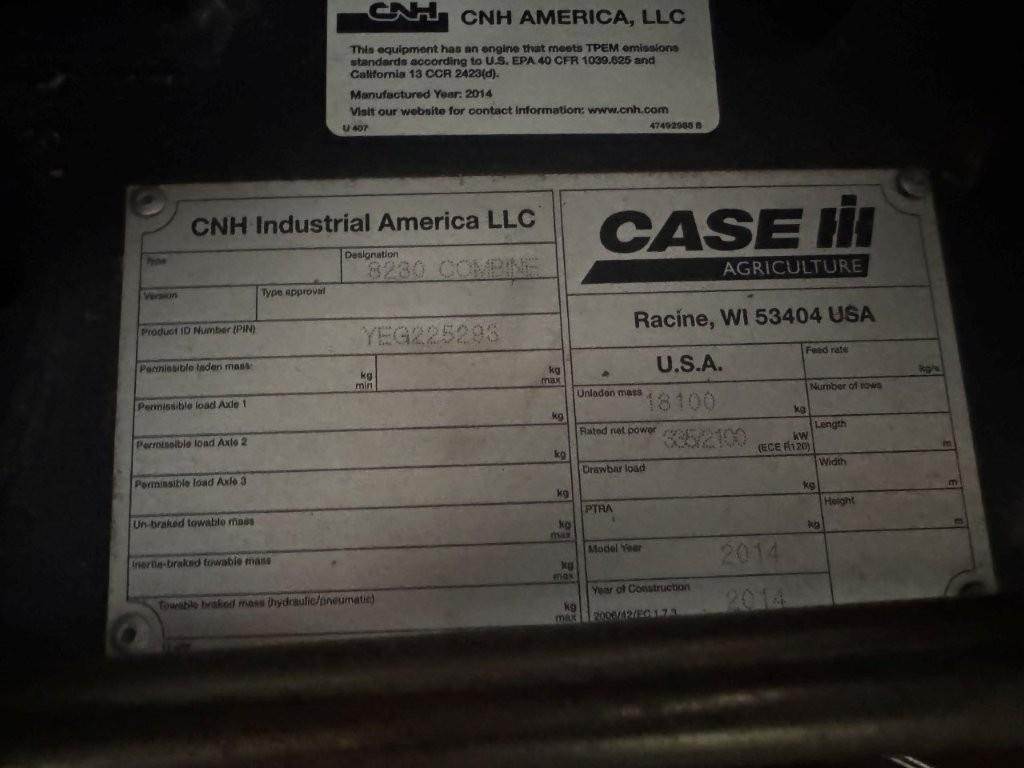 CNH CNH AMERICA, LLC
This equipment has an engine that meets TPEM emissions
standards according to U.S. EPA 40 CFR 1039.625 and
California 13 CCR 2423(d).
Manufactured Year: 2014
Visit our website for contact information: www.cnh.com
U 407 47492988 B
CNH Industrial America LLC
Type
Designation
8230 COMBINE
Version
Type approval
Product ID Number (PIN) YEG225293
Permissible laden mass: kg min kg max
Permissible load Axle 1 kg
Permissible load Axle 2 kg
Permissible load Axle 3 kg
Un-braked towable mass kg max
Inertia-braked towable mass kg max
Towable braked mass (hydraulic/pneumatic) kg max
CASE IH
AGRICULTURE
Racine, WI 53404 USA
U.S.A.
Feed rate kg/s
Unladen mass 18100 kg
Number of rows
Rated net power 335/2100 kW (ECE R120)
Length m
Drawbar load kg
Width m
PTRA kg
Height m
Model Year 2014
Year of Construction 2014
2006/42/EC 1.7.3